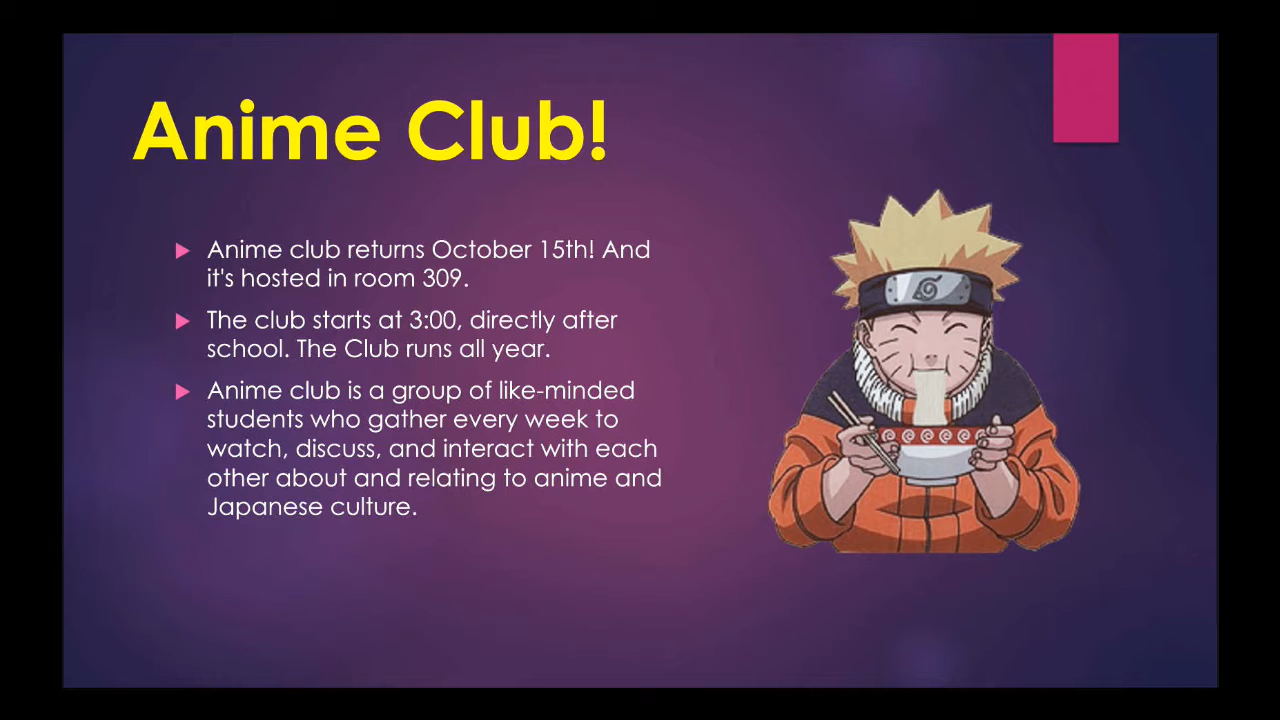 Anime Club!
Anime club returns October 15th! And
it's hosted in room 309.
The club starts at 3:00, directly after
school. The Club runs all year.
Anime club is a group of like-minded
students who gather every week to
watch, discuss, and interact with each
other about and relating to anime and
Japanese culture.